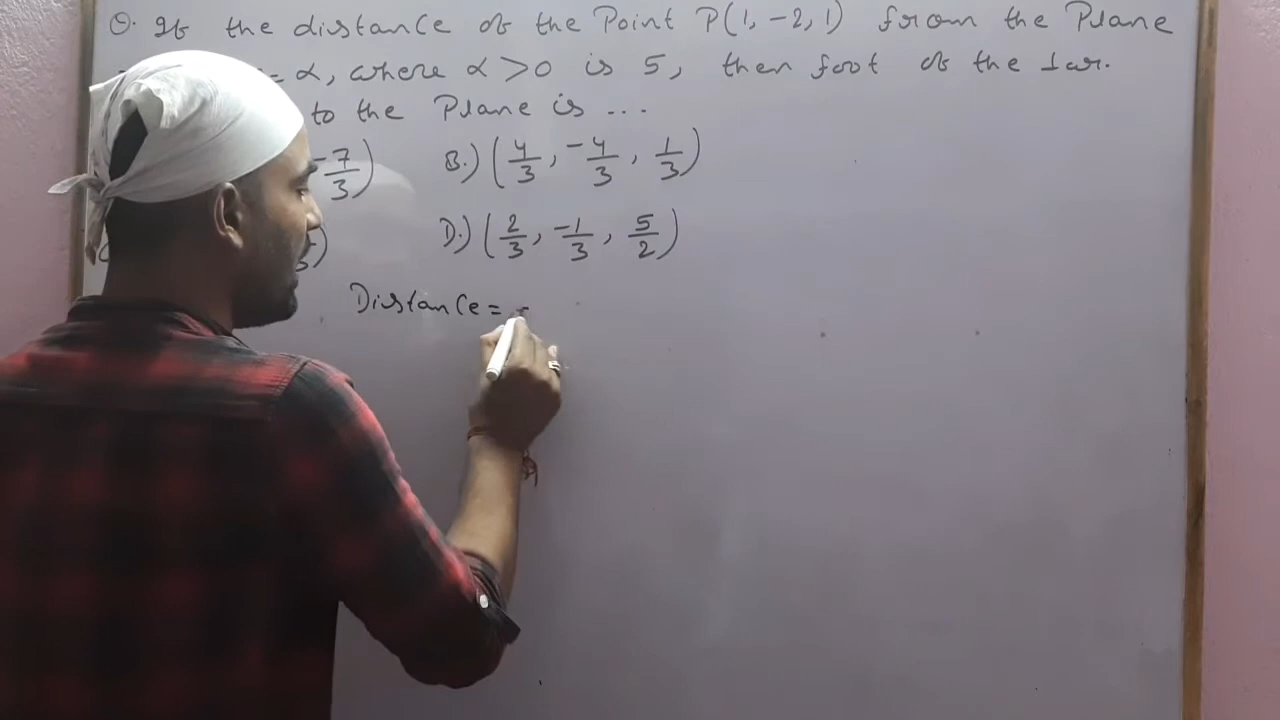 Q. If the distance of the Point P(1, -2, 1) from the Plane
= α, where α > 0 is 5, then foot of the ⊥ar.
to the Plane is ...
-7/3) B.) (4/3, -4/3, 1/3)
D.) (2/3, -1/3, 5/2)
Distance =